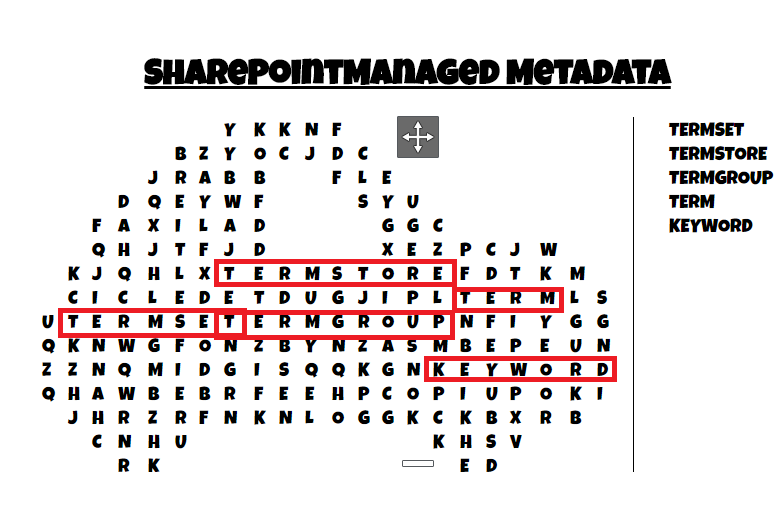 SHAREPOINTMANAGED METADATA
Y K K N F
B Z Y O C J D C
J R A B B F L E
D Q E Y W F S Y U
F A X I L A D G G C
Q H J T F J D X E Z P C J W
K J Q H L X T E R M S T O R E F D T K M
C I C L E D E T D U G J I P L T E R M L S
U T E R M S E T E R M G R O U P N F I Y G G
Q K N W G F O N Z B Y N Z A S M B E P E U N
Z Z N Q M I D G I S Q Q K G N K E Y W O R D
Q H A W B E B R F E E H P C O P I U P O K I
J H R Z R F N K N L O G G K C K B X R B
C N H U K H S V
R K E D
TERMSET
TERMSTORE
TERMGROUP
TERM
KEYWORD